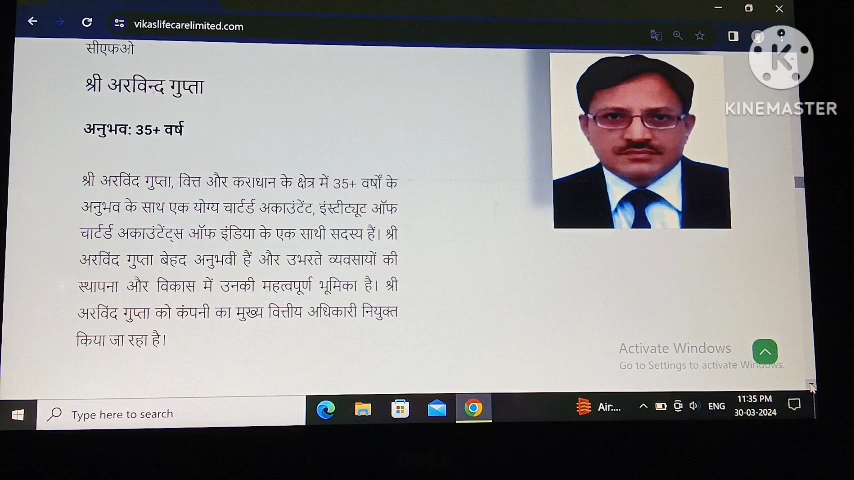 vikaslifecarelimited.com
सीएफओ
श्री अरविन्द गुप्ता
अनुभव: 35+ वर्ष
श्री अरविंद गुप्ता, वित्त और कराधान के क्षेत्र में 35+ वर्षों के
अनुभव के साथ एक योग्य चार्टर्ड अकाउंटेंट, इंस्टीट्यूट ऑफ
चार्टर्ड अकाउंटेंट्स ऑफ इंडिया के एक साथी सदस्य हैं। श्री
अरविंद गुप्ता बेहद अनुभवी हैं और उभरते व्यवसायों की
स्थापना और विकास में उनकी महत्वपूर्ण भूमिका है। श्री
अरविंद गुप्ता को कंपनी का मुख्य वित्तीय अधिकारी नियुक्त
किया जा रहा है।
KINEMASTER
Activate Windows
Go to Settings to activate Windows.
Type here to search
Air:...
ENG
11:35 PM
30-03-2024